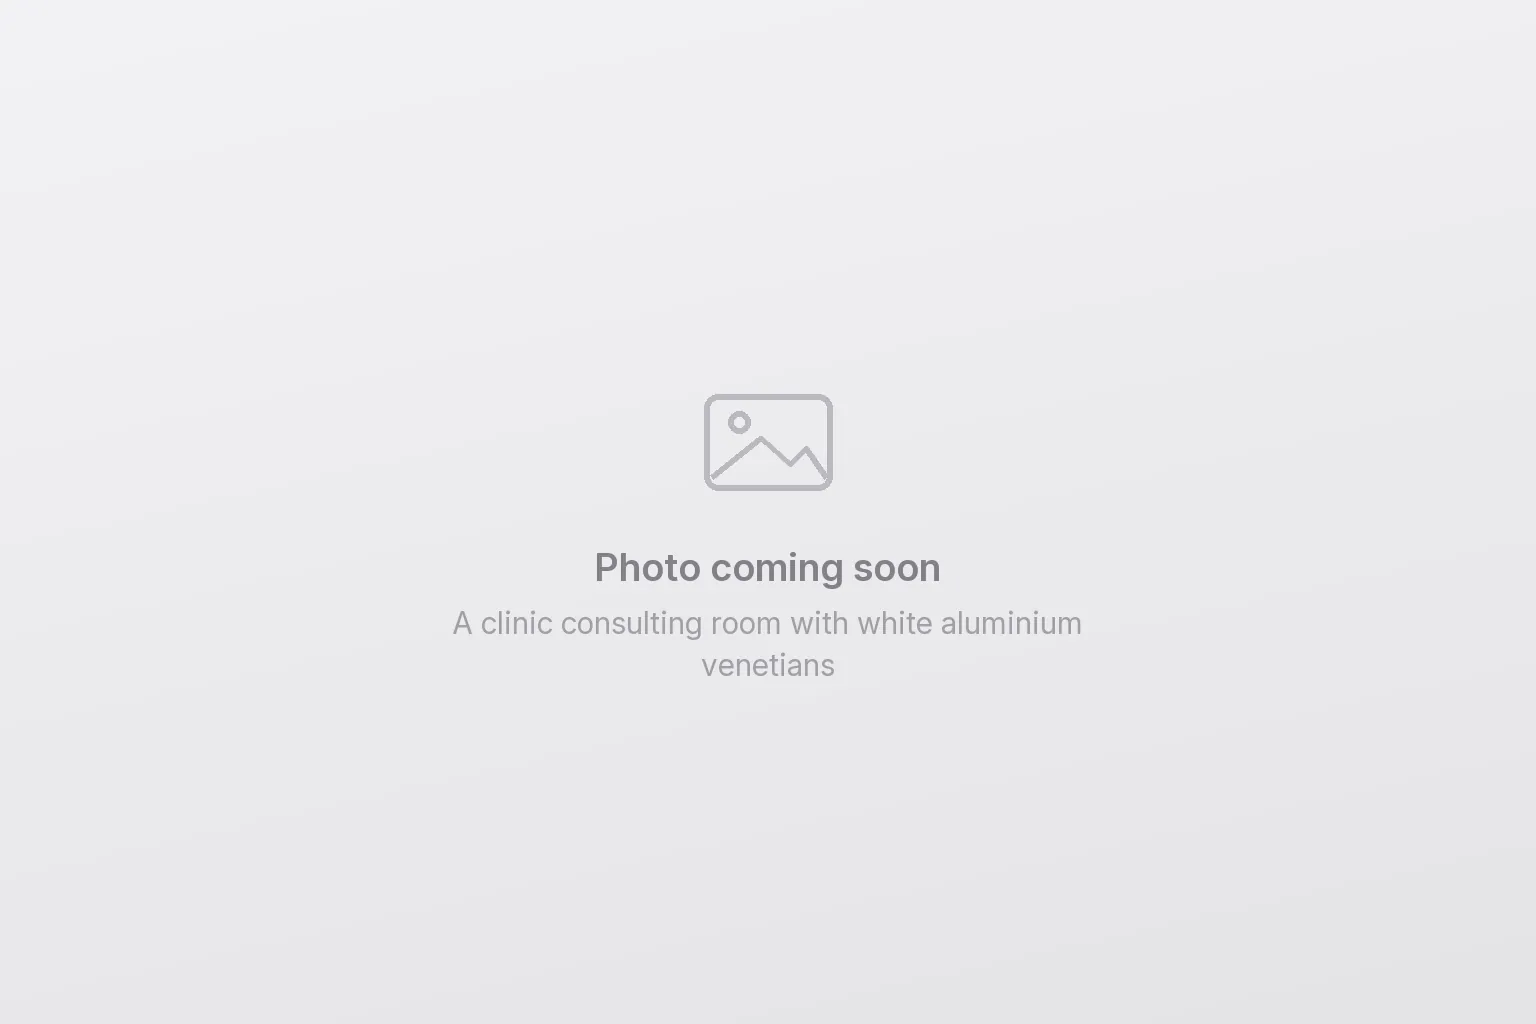 Photo coming soon
A clinic consulting room with white aluminium
venetians